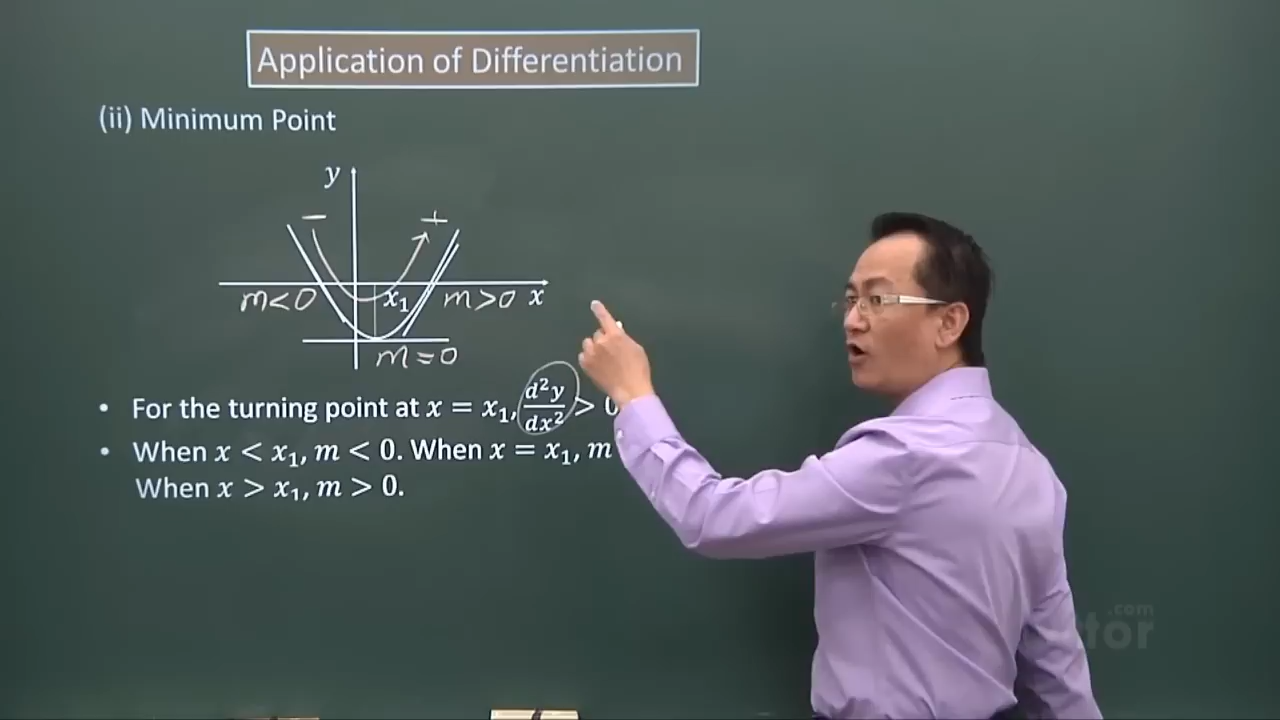 Application of Differentiation
(ii) Minimum Point
y
− +
m<0 x₁ m>0 x
m=0
• For the turning point at x = x₁, d²y/dx² > 0
• When x < x₁, m < 0. When x = x₁, m
When x > x₁, m > 0.
.com